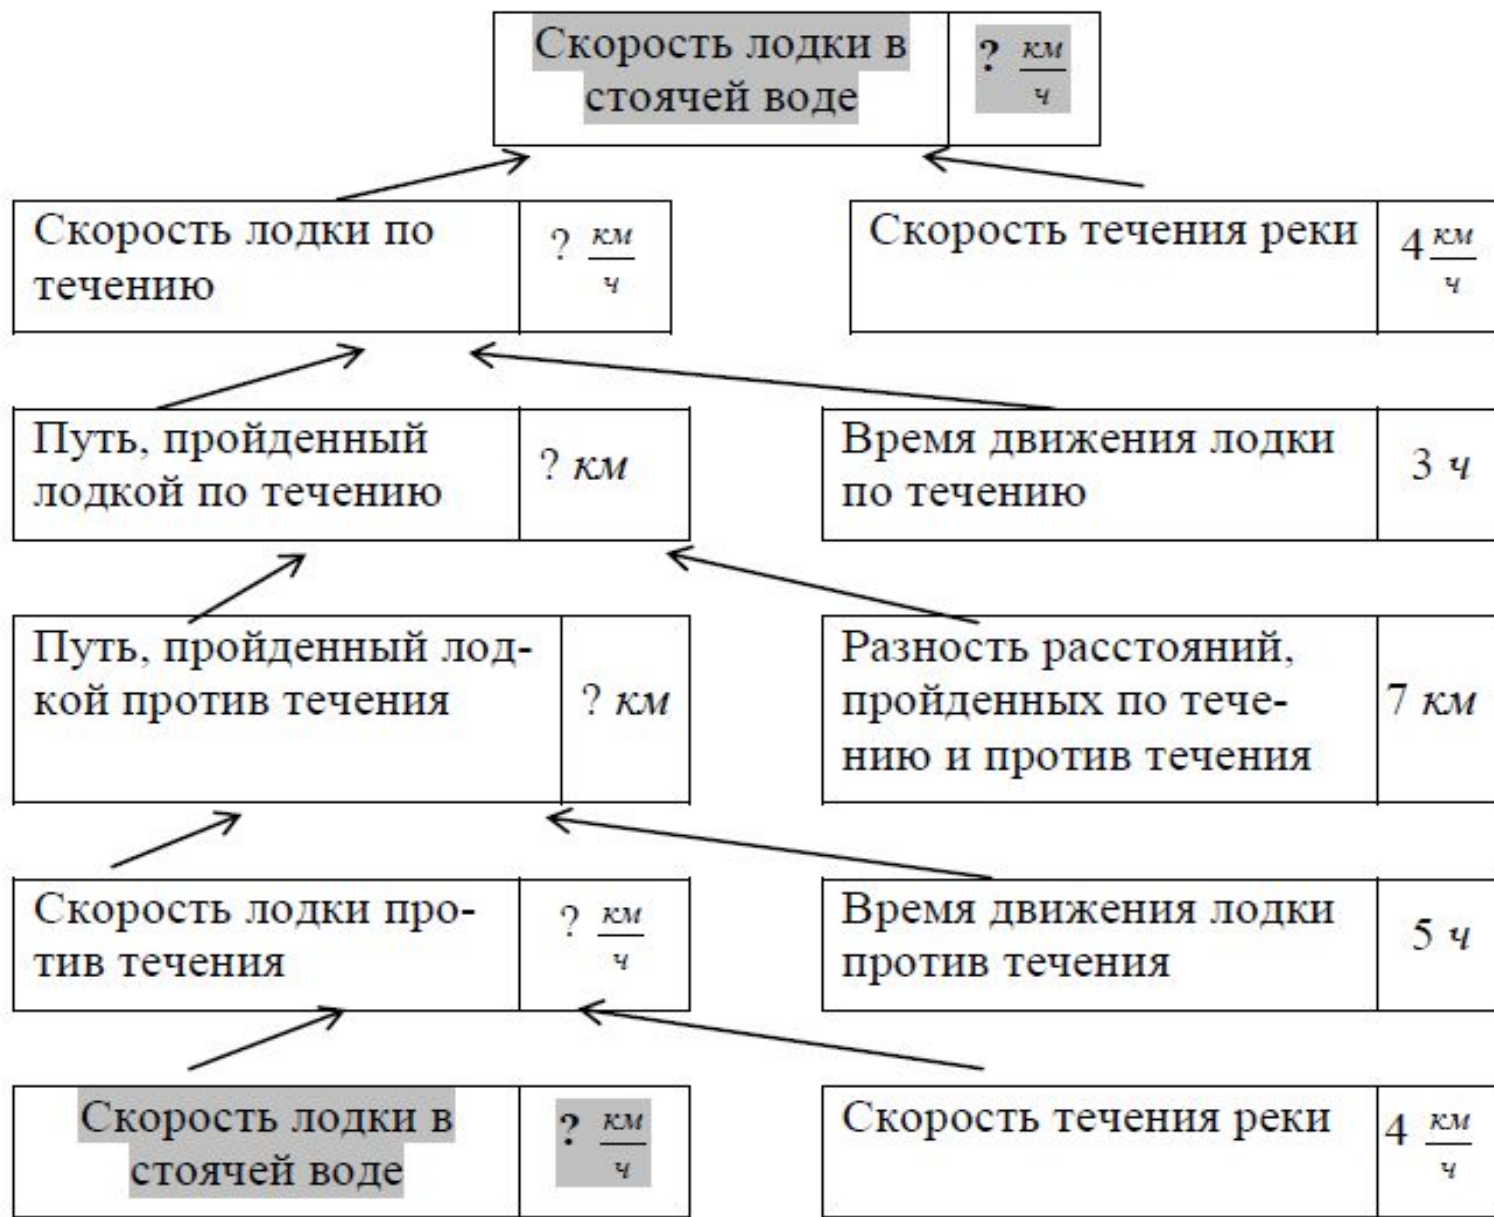 Скорость лодки в
стоячей воде
? км/ч
Скорость лодки по
течению
? км/ч
Скорость течения реки
4 км/ч
Путь, пройденный
лодкой по течению
? км
Время движения лодки
по течению
3 ч
Путь, пройденный лод-
кой против течения
? км
Разность расстояний,
пройденных по тече-
нию и против течения
7 км
Скорость лодки про-
тив течения
? км/ч
Время движения лодки
против течения
5 ч
Скорость лодки в
стоячей воде
? км/ч
Скорость течения реки
4 км/ч